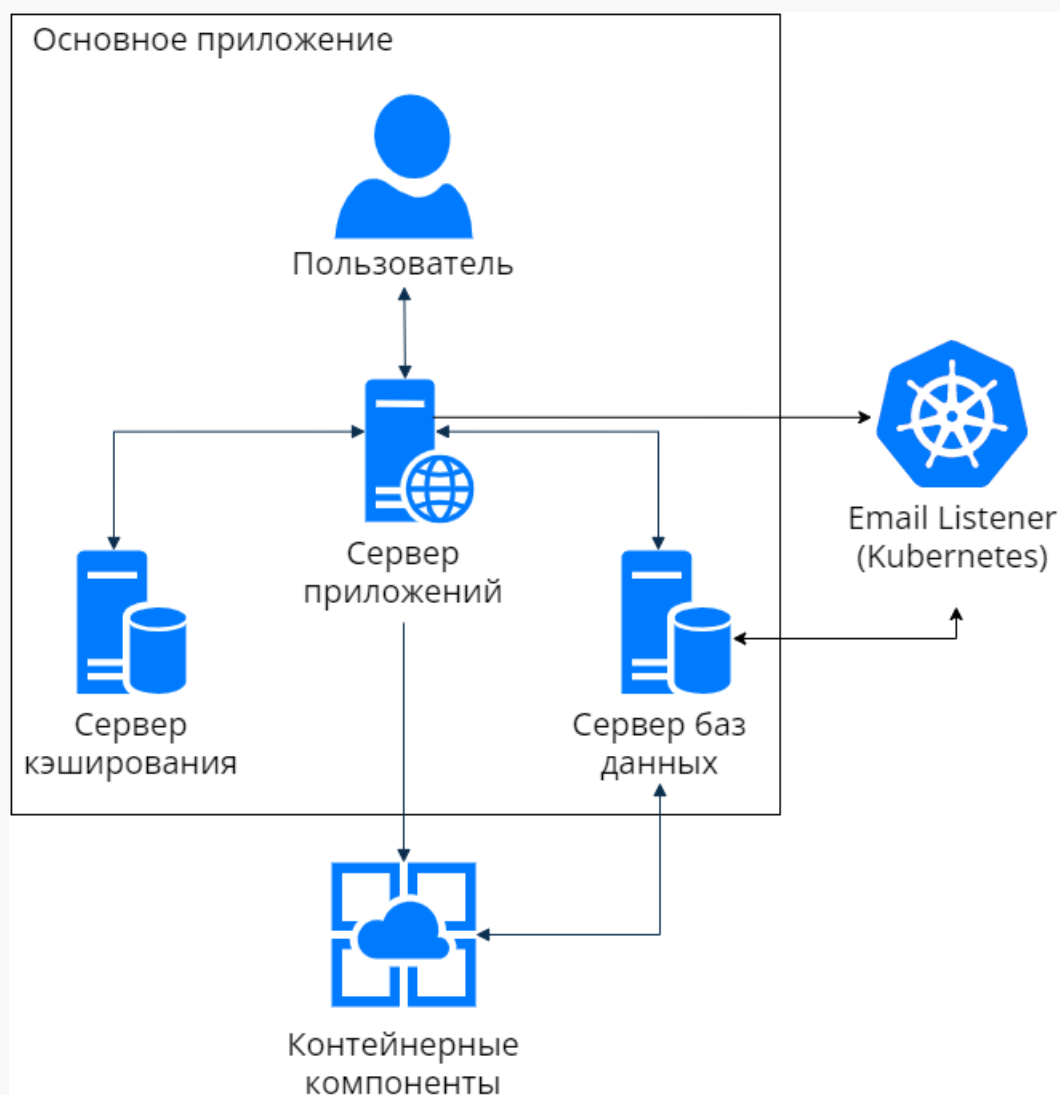 Основное приложение
Пользователь
Сервер
приложений
Email Listener
(Kubernetes)
Сервер
кэширования
Сервер баз
данных
Контейнерные
компоненты